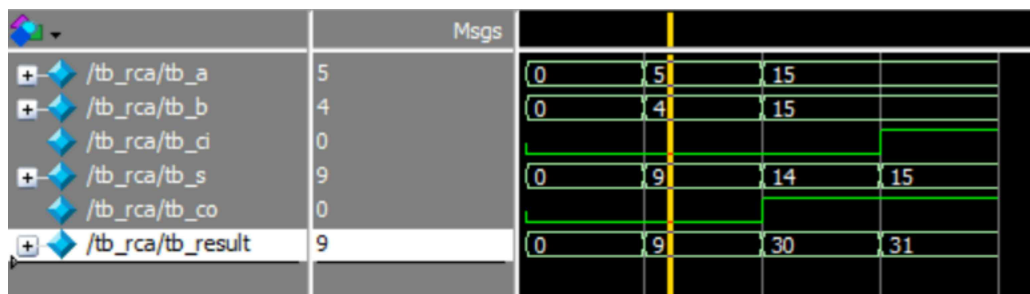 Msgs
/tb_rca/tb_a 5 0 5 15
/tb_rca/tb_b 4 0 4 15
/tb_rca/tb_ci 0
/tb_rca/tb_s 9 0 9 14 15
/tb_rca/tb_co 0
/tb_rca/tb_result 9 0 9 30 31